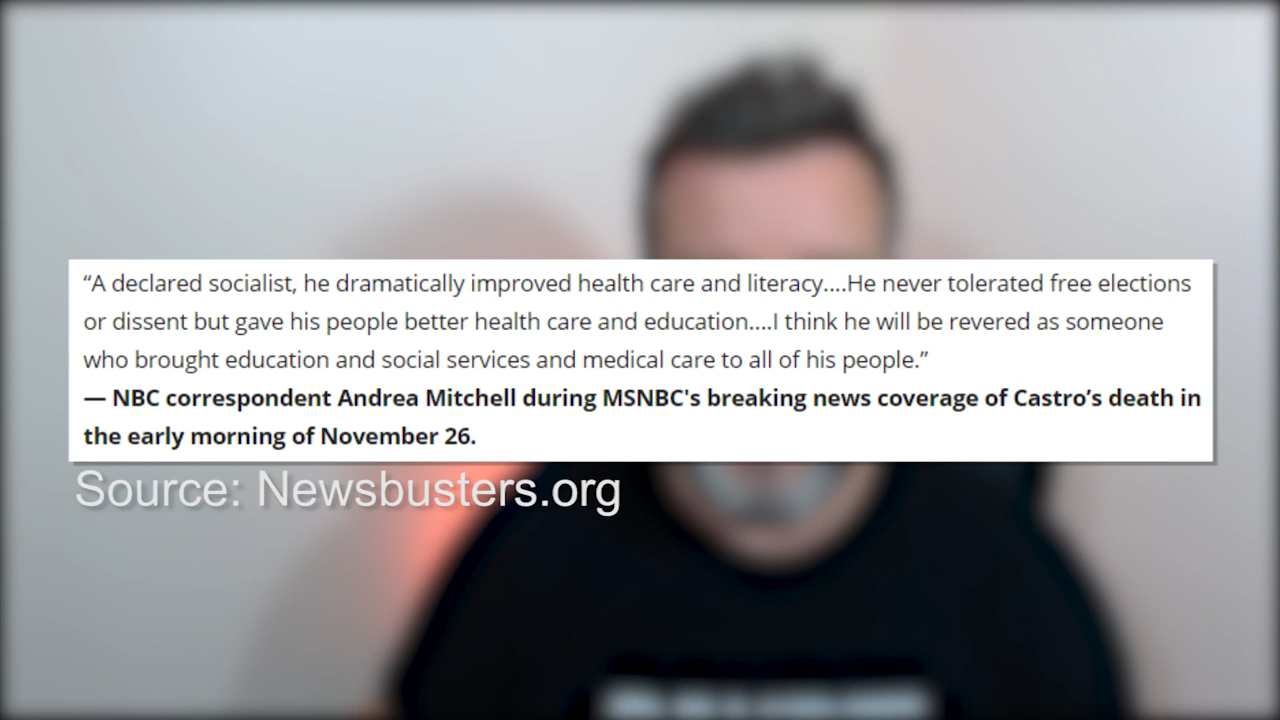 “A declared socialist, he dramatically improved health care and literacy....He never tolerated free elections
or dissent but gave his people better health care and education....I think he will be revered as someone
who brought education and social services and medical care to all of his people.”
— NBC correspondent Andrea Mitchell during MSNBC's breaking news coverage of Castro’s death in
the early morning of November 26.
Source: Newsbusters.org